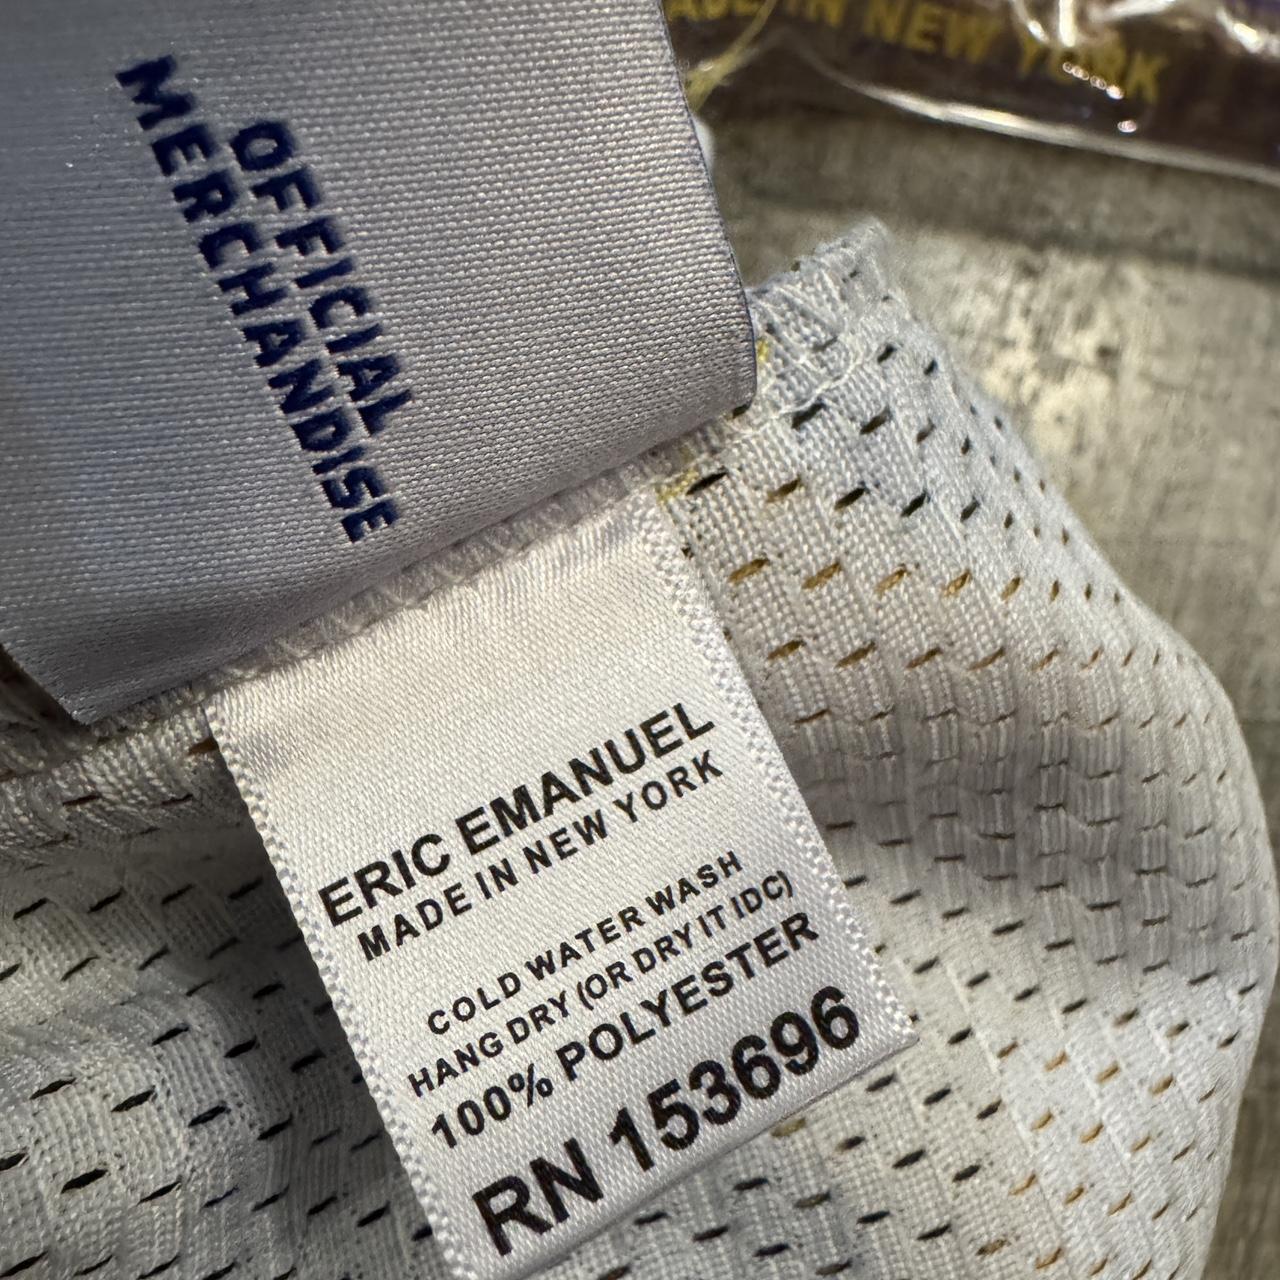 OFFICIAL
MERCHANDISE
IN NEW YORK
ERIC EMANUEL
MADE IN NEW YORK
COLD WATER WASH
HANG DRY (OR DRY IT IDC)
100% POLYESTER
RN 153696